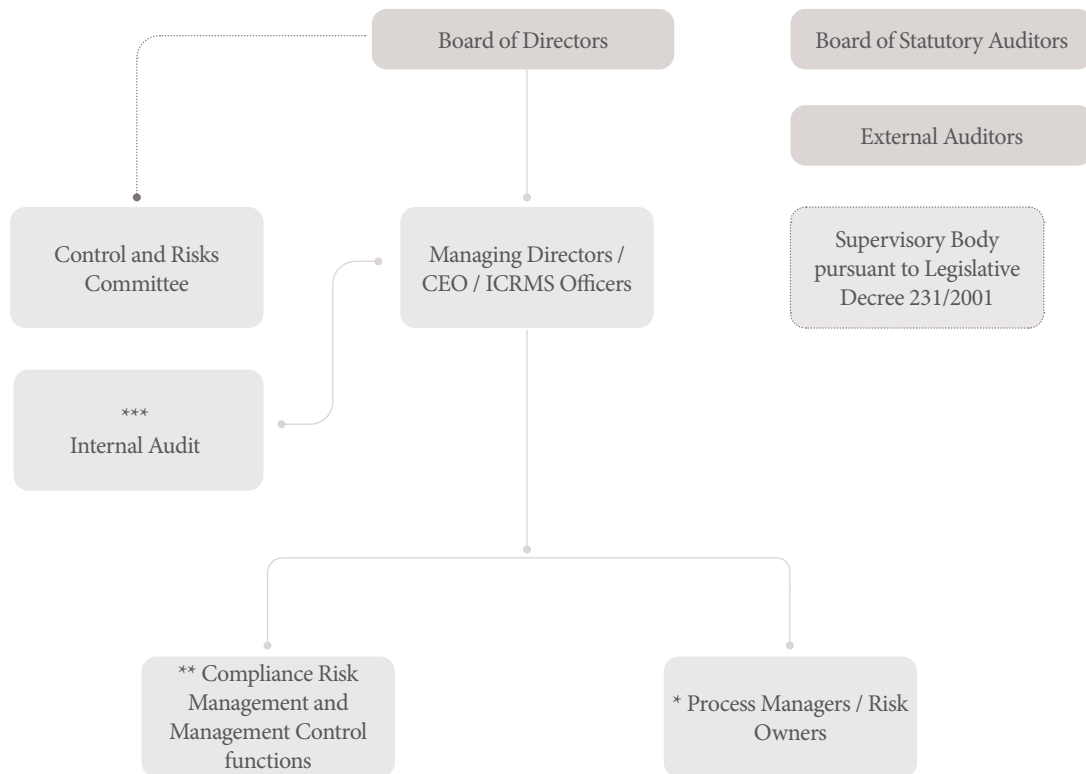 Board of Directors
Board of Statutory Auditors
External Auditors
Control and Risks
Committee
Managing Directors /
CEO / ICRMS Officers
Supervisory Body
pursuant to Legislative
Decree 231/2001
***
Internal Audit
** Compliance Risk
Management and
Management Control
functions
* Process Managers / Risk
Owners